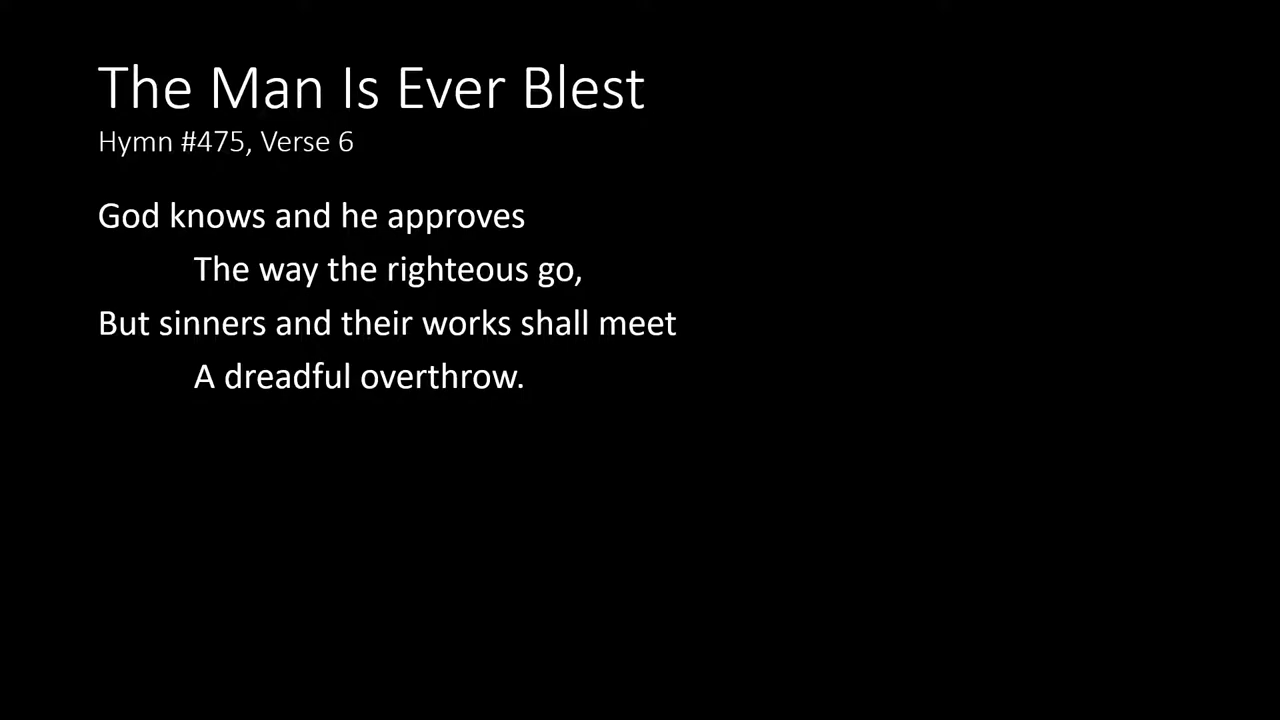 The Man Is Ever Blest
Hymn #475, Verse 6
God knows and he approves
The way the righteous go,
But sinners and their works shall meet
A dreadful overthrow.